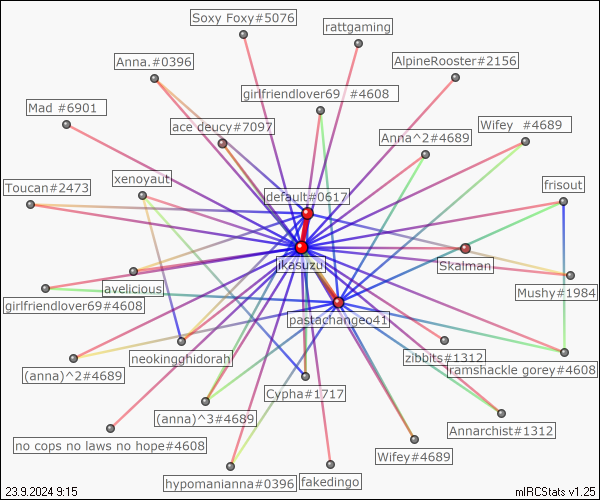 Soxy Foxy#5076
rattgaming
Anna.#0396
AlpineRooster#2156
girlfriendlover69 #4608
Mad #6901
ace deucy#7097
Anna^2#4689
Wifey #4689
xenoyaut
Toucan#2473
default#0617
frisout
jkasuzu
Skalman
avelicious
girlfriendlover69#4608
Mushy#1984
pastachangeo41
neokingghidorah
zibbits#1312
ramshackle gorey#4608
(anna)^2#4689
Cypha#1717
(anna)^3#4689
Annarchist#1312
no cops no laws no hope#4608
Wifey#4689
hypomanianna#0396
fakedingo
23.9.2024 9:15
mIRCStats v1.25